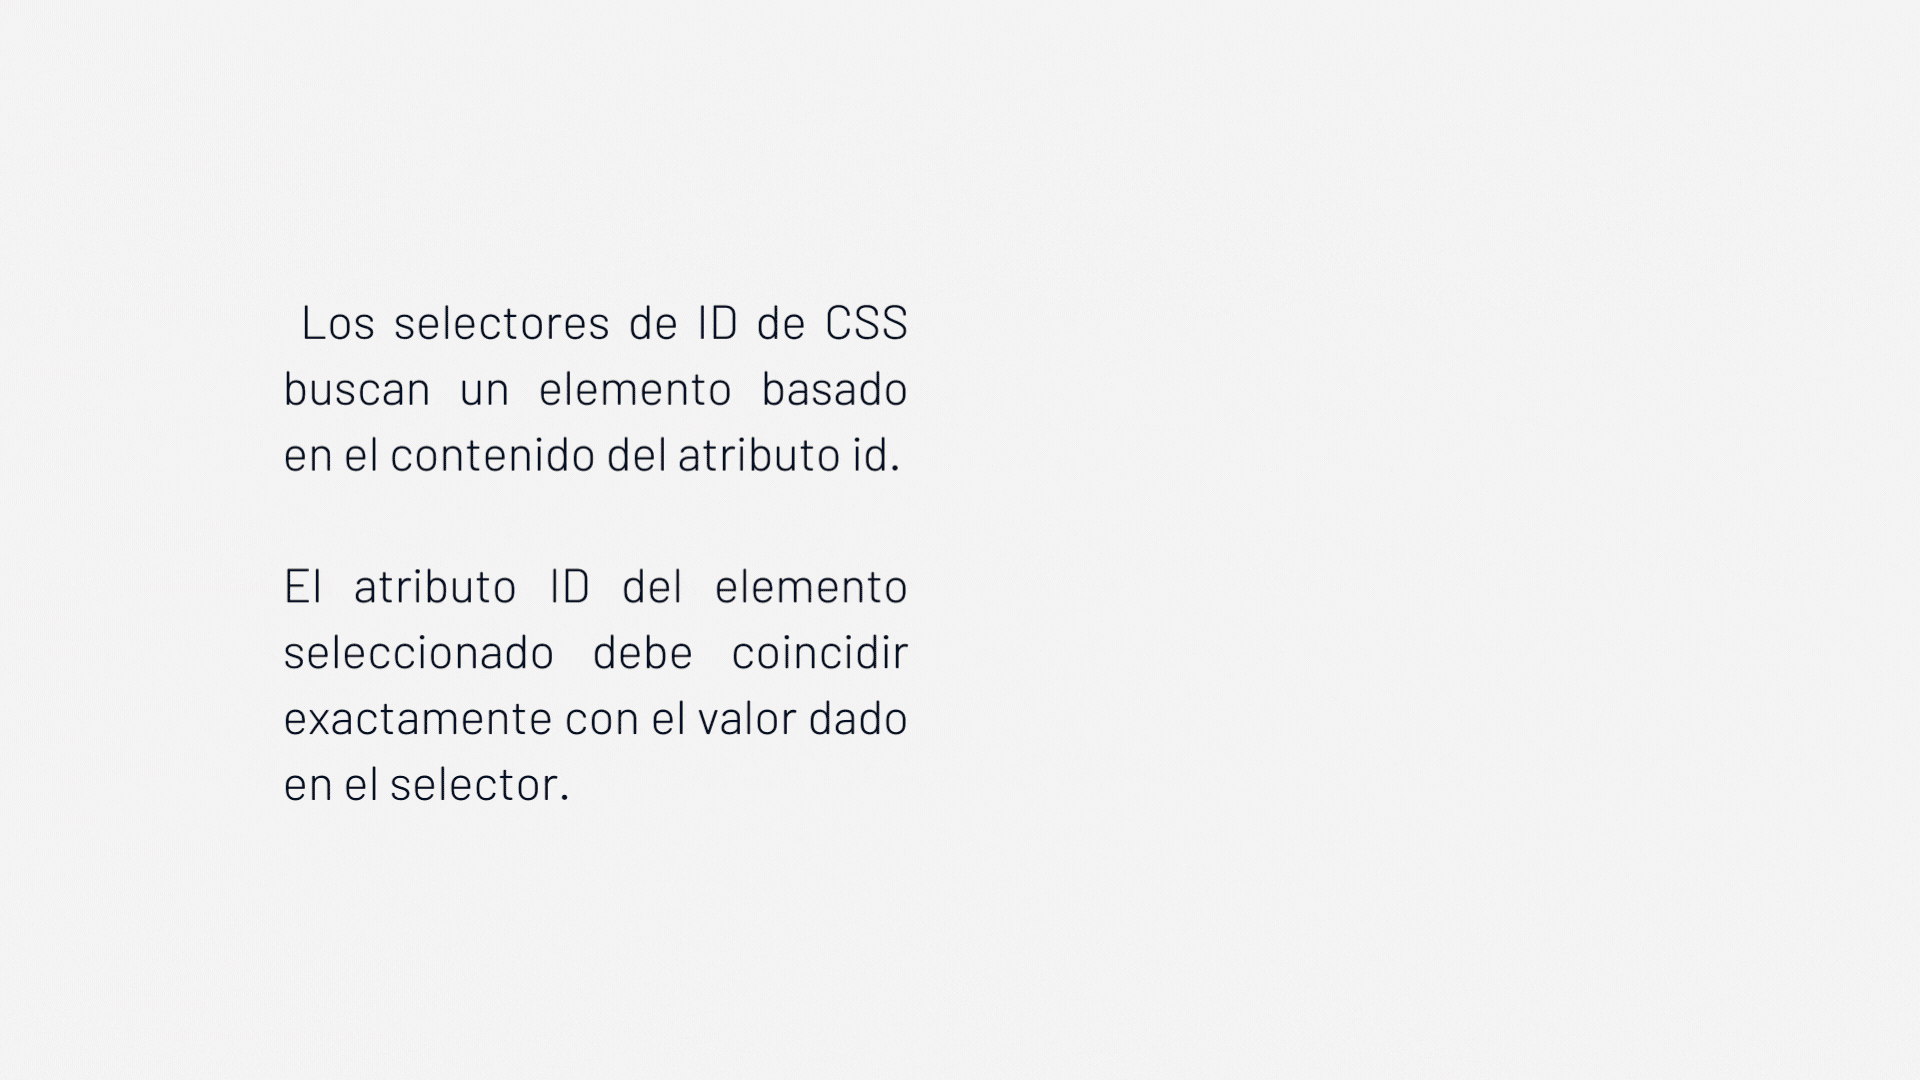 Los selectores de ID de CSS
buscan un elemento basado
en el contenido del atributo id.
El atributo ID del elemento
seleccionado debe coincidir
exactamente con el valor dado
en el selector.